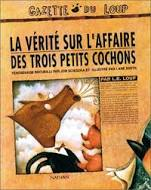 GAZETTE DU LOUP
LA VÉRITÉ SUR L'AFFAIRE
DES TROIS PETITS COCHONS
PAR L.E. LOUP
NATHAN